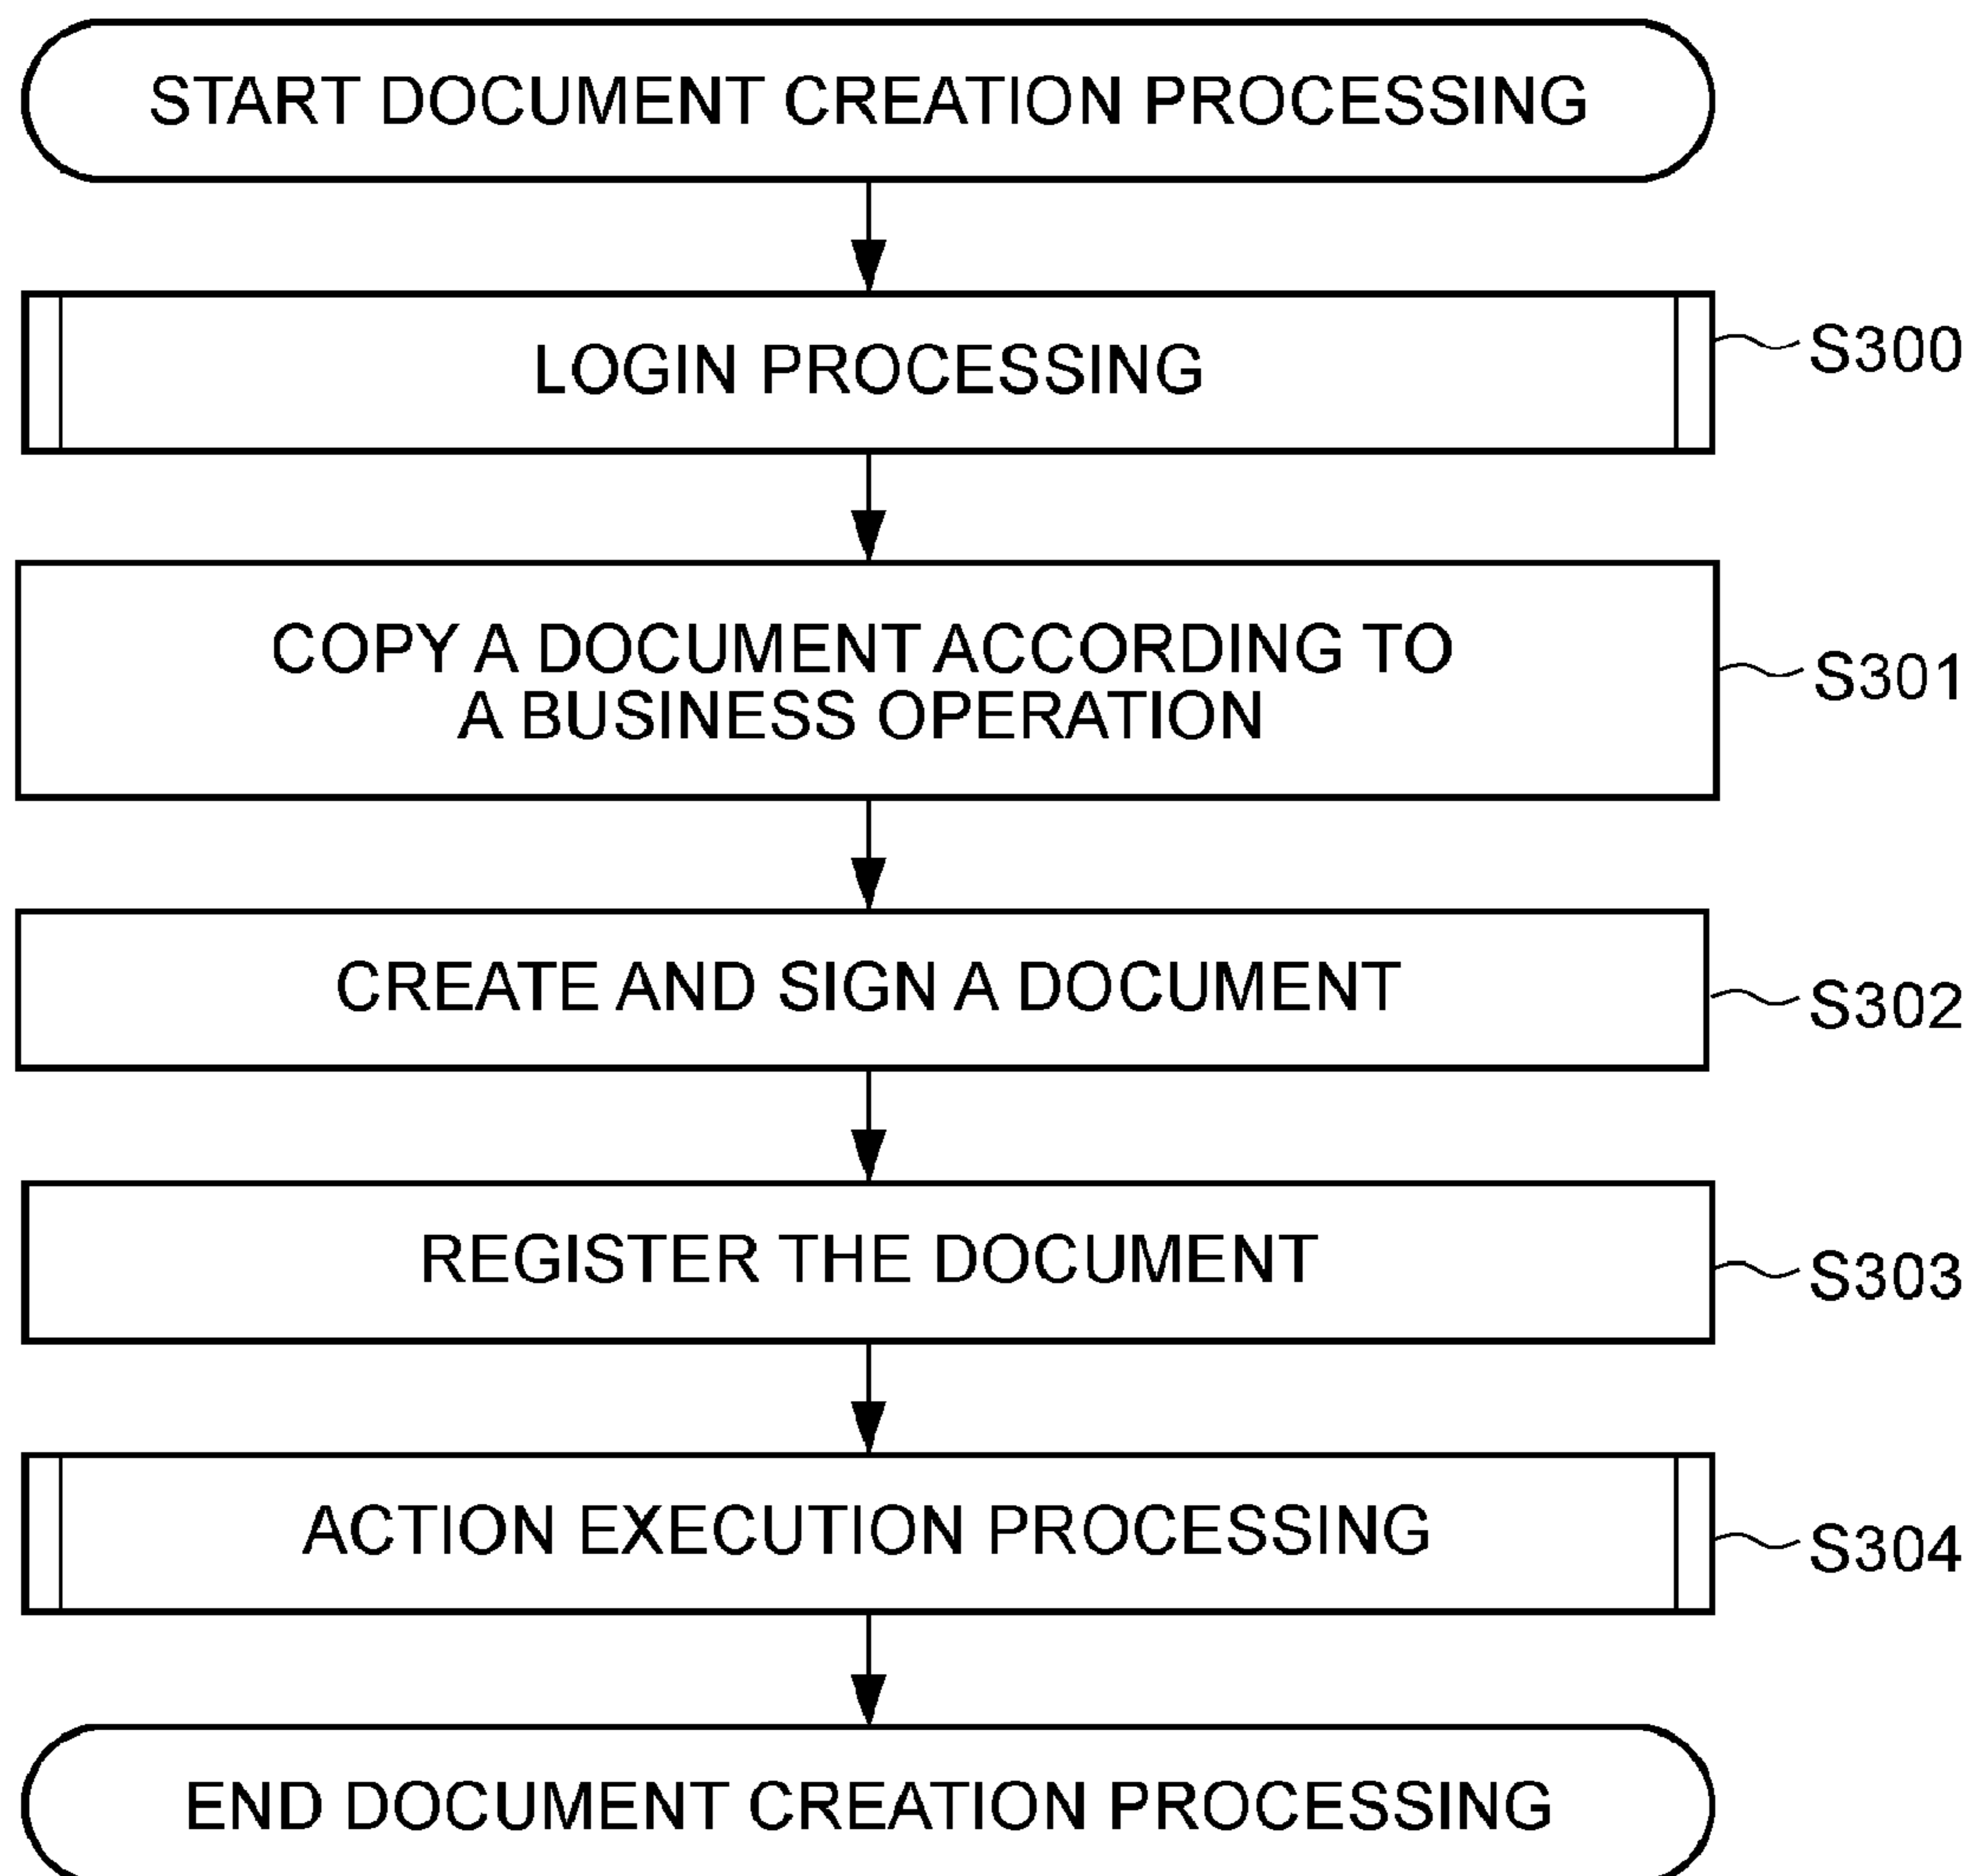 START DOCUMENT CREATION PROCESSING
LOGIN PROCESSING
S300
COPY A DOCUMENT ACCORDING TO
A BUSINESS OPERATION
S301
CREATE AND SIGN A DOCUMENT
S302
REGISTER THE DOCUMENT
S303
ACTION EXECUTION PROCESSING
S304
END DOCUMENT CREATION PROCESSING